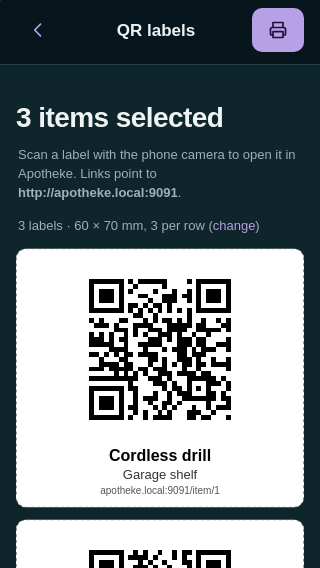 QR labels
3 items selected
Scan a label with the phone camera to open it in
Apotheke. Links point to
http://apotheke.local:9091.
3 labels · 60 × 70 mm, 3 per row (change)
Cordless drill
Garage shelf
apotheke.local:9091/item/1